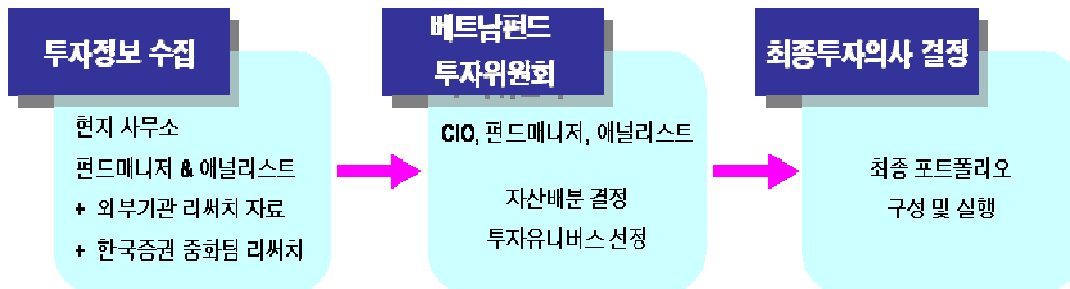 투자정보 수집
현지 사무소
펀드매니저 & 애널리스트
+ 외부기관 리써치 자료
+ 한국증권 중화팀 리써치
베트남펀드
투자위원회
CIO, 펀드매니저, 애널리스트
자산배분 결정
투자유니버스 선정
최종투자의사 결정
최종 포트폴리오
구성 및 실행